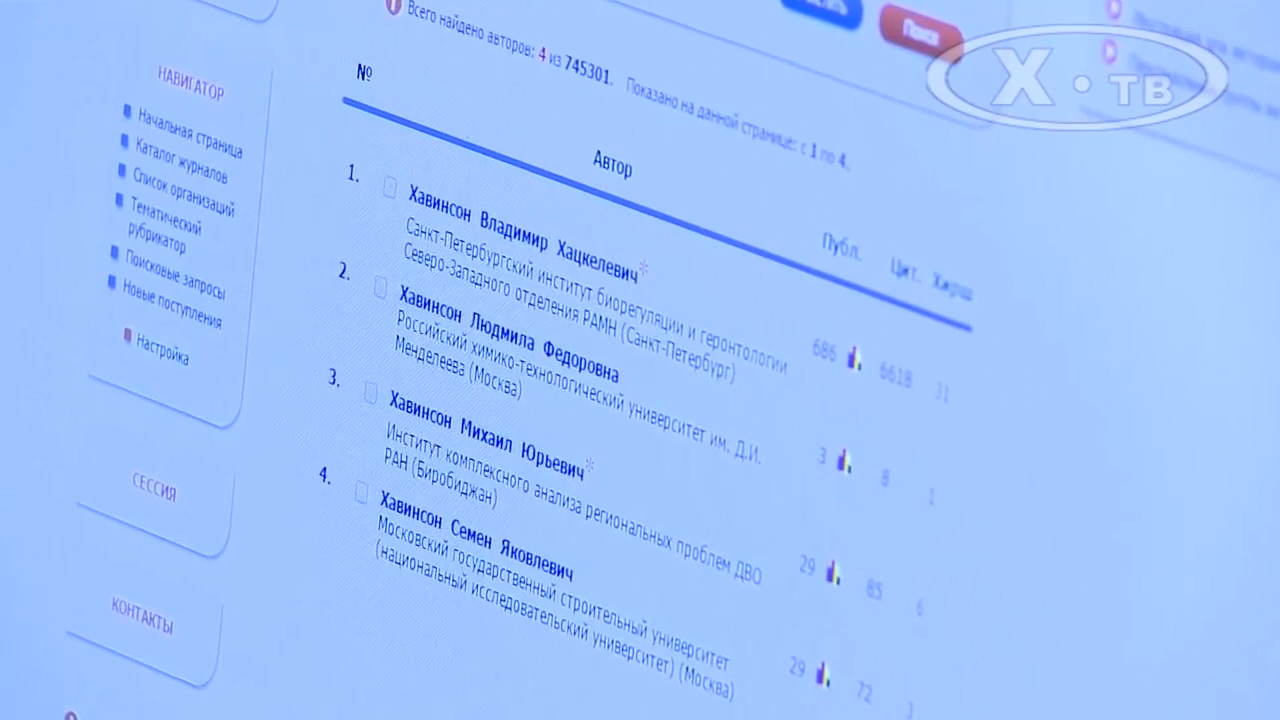 Всего найдено авторов: 4 из 745301. Показано на данной странице: с 1 по 4.
Поиск
Х • ТВ
НАВИГАТОР
Начальная страница
Каталог журналов
Список организаций
Тематический
рубрикатор
Поисковые запросы
Новые поступления
Настройка
СЕССИЯ
КОНТАКТЫ
№ Автор Публ. Цит. Хирш
1. Хавинсон Владимир Хацкелевич*
Санкт-Петербургский институт биорегуляции и геронтологии
Северо-Западного отделения РАМН (Санкт-Петербург)
686 6618 31
2. Хавинсон Людмила Федоровна
Российский химико-технологический университет им. Д.И.
Менделеева (Москва)
3 8 1
3. Хавинсон Михаил Юрьевич*
Институт комплексного анализа региональных проблем ДВО
РАН (Биробиджан)
29 85 6
4. Хавинсон Семен Яковлевич
Московский государственный строительный университет
(национальный исследовательский университет) (Москва)
29 72 3